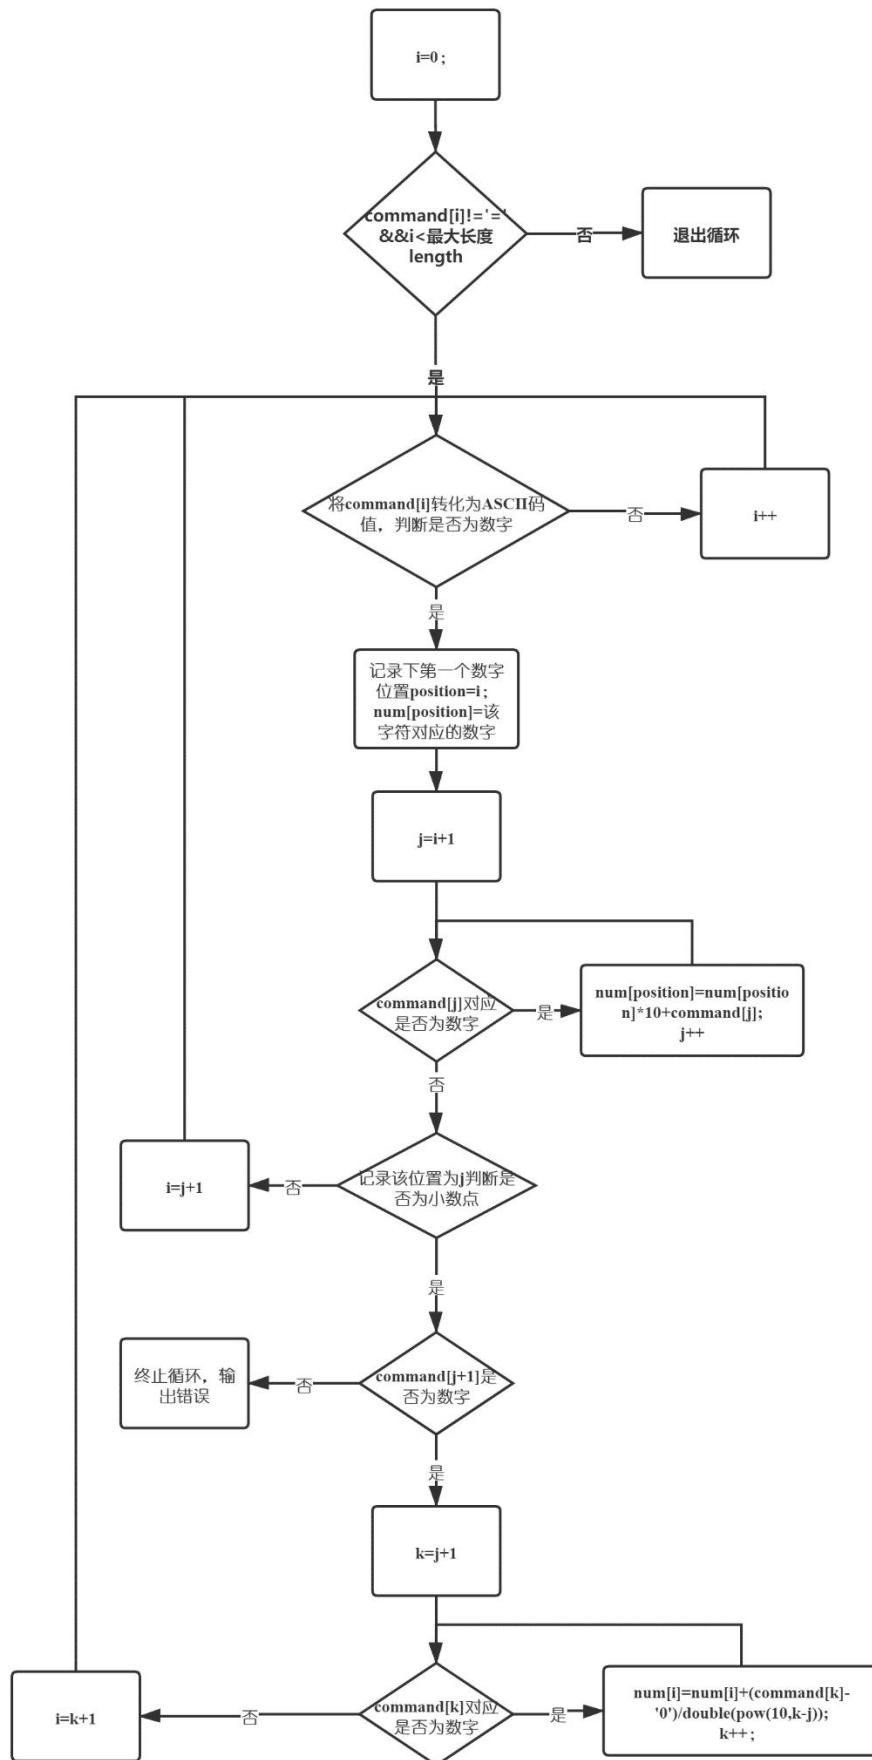 i=0;
command[i]!='='
&&i<最大长度
length
否
退出循环
是
将command[i]转化为ASCII码
值，判断是否为数字
否
i++
是
记录下第一个数字
位置position=i;
num[position]=该
字符对应的数字
j=i+1
command[j]对应
是否为数字
是
num[position]=num[positio
n]*10+command[j];
j++
否
记录该位置为j判断是
否为小数点
否
i=j+1
是
command[j+1]是
否为数字
否
终止循环，输
出错误
是
k=j+1
command[k]对应
是否为数字
否
i=k+1
是
num[i]=num[i]+(command[k]-
'0')/double(pow(10,k-j));
k++;